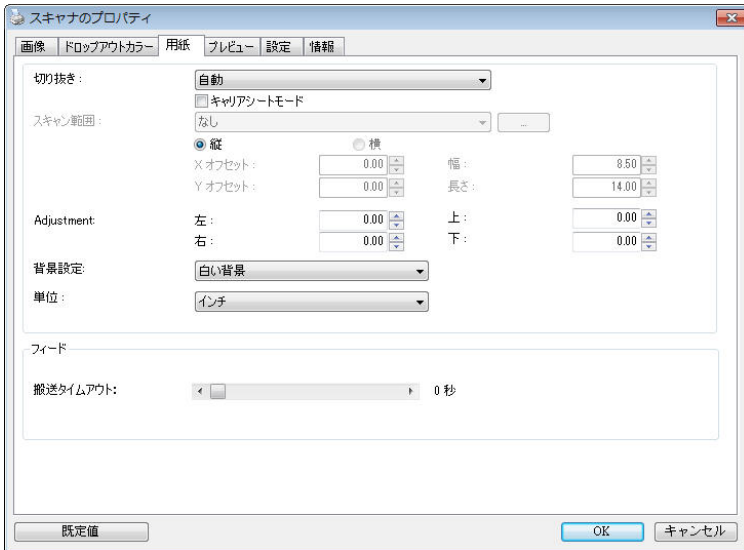 スキャナのプロパティ
画像 ドロップアウトカラー 用紙 プレビュー 設定 情報
切り抜き： 自動
キャリアシートモード
スキャン範囲： なし ...
縦 横
X オフセット： 0.00 幅： 8.50
Y オフセット： 0.00 長さ： 14.00
Adjustment: 左： 0.00 上： 0.00
右： 0.00 下： 0.00
背景設定: 白い背景
単位： インチ
フィード
搬送タイムアウト: 0 秒
既定値 OK キャンセル